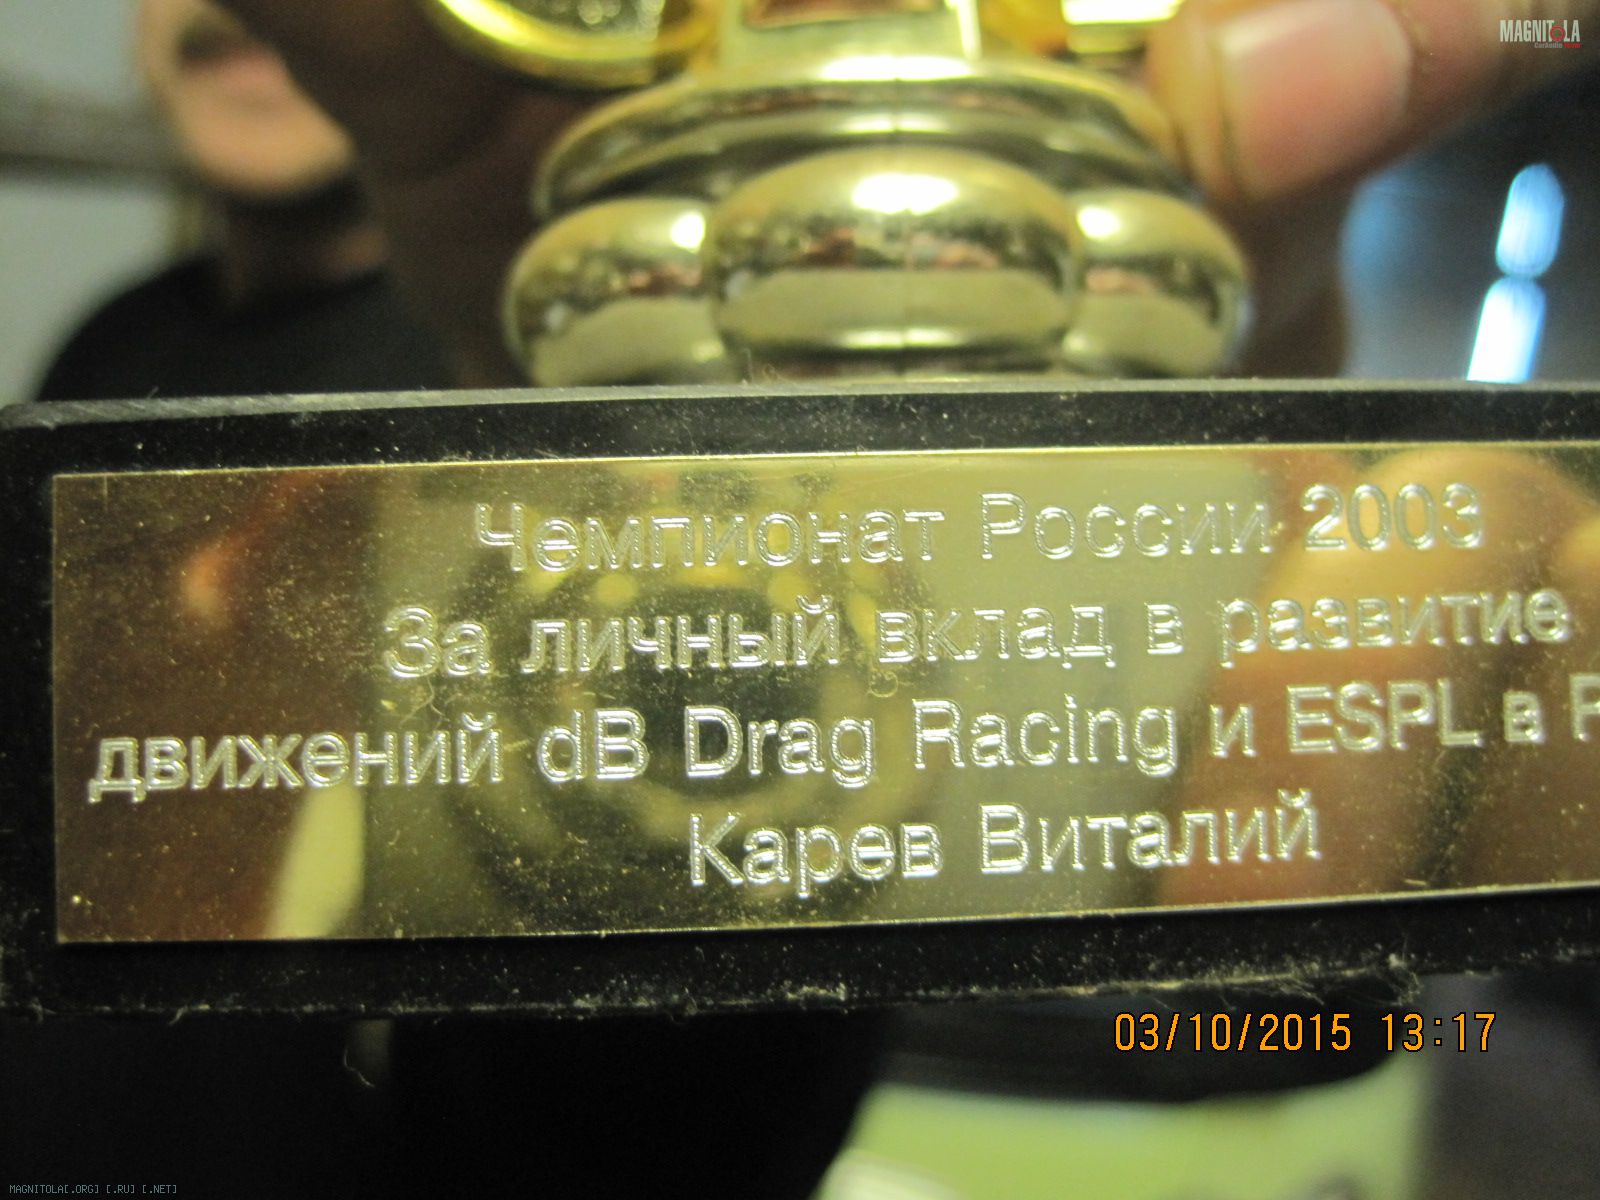 MAGNITOLA
CarAudio
Чемпионат России 2003
За личный вклад в развитие
движений dB Drag Racing и ESPL в
Карев Виталий
03/10/2015 13:17
MAGNITOLA[.ORG] [.RU] [.NET]